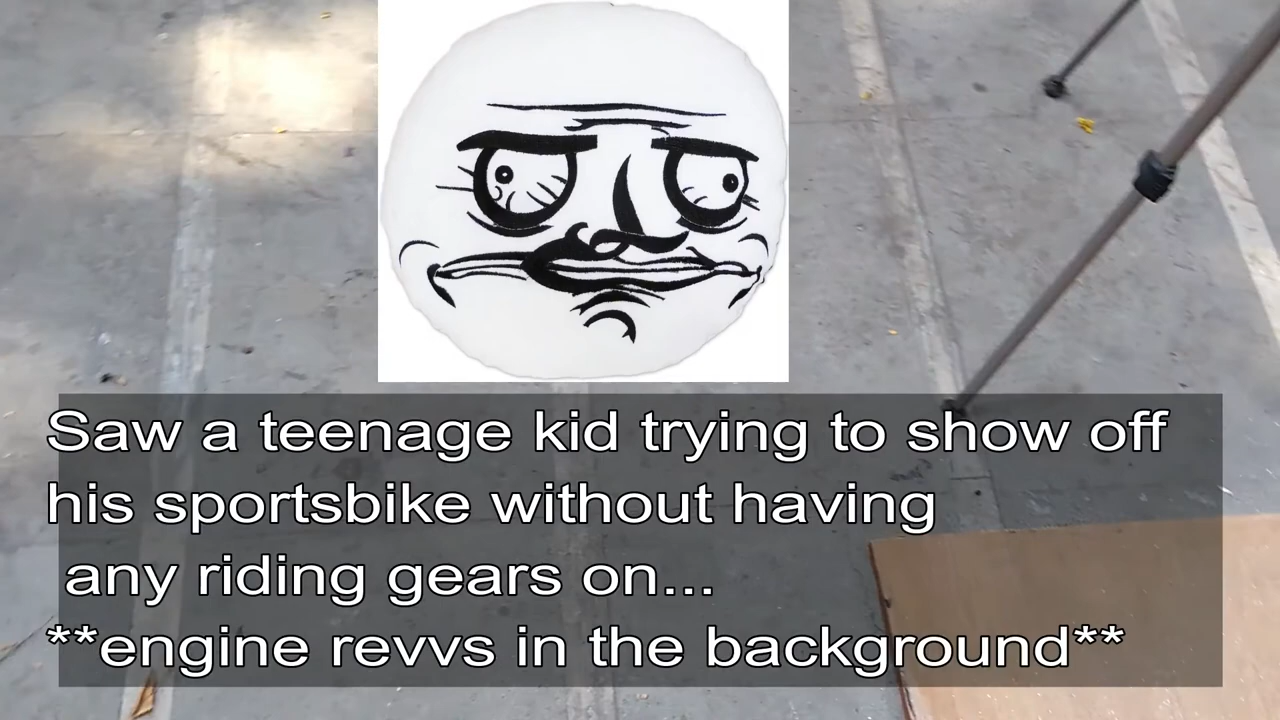 Saw a teenage kid trying to show off
his sportsbike without having
any riding gears on...
**engine revvs in the background**